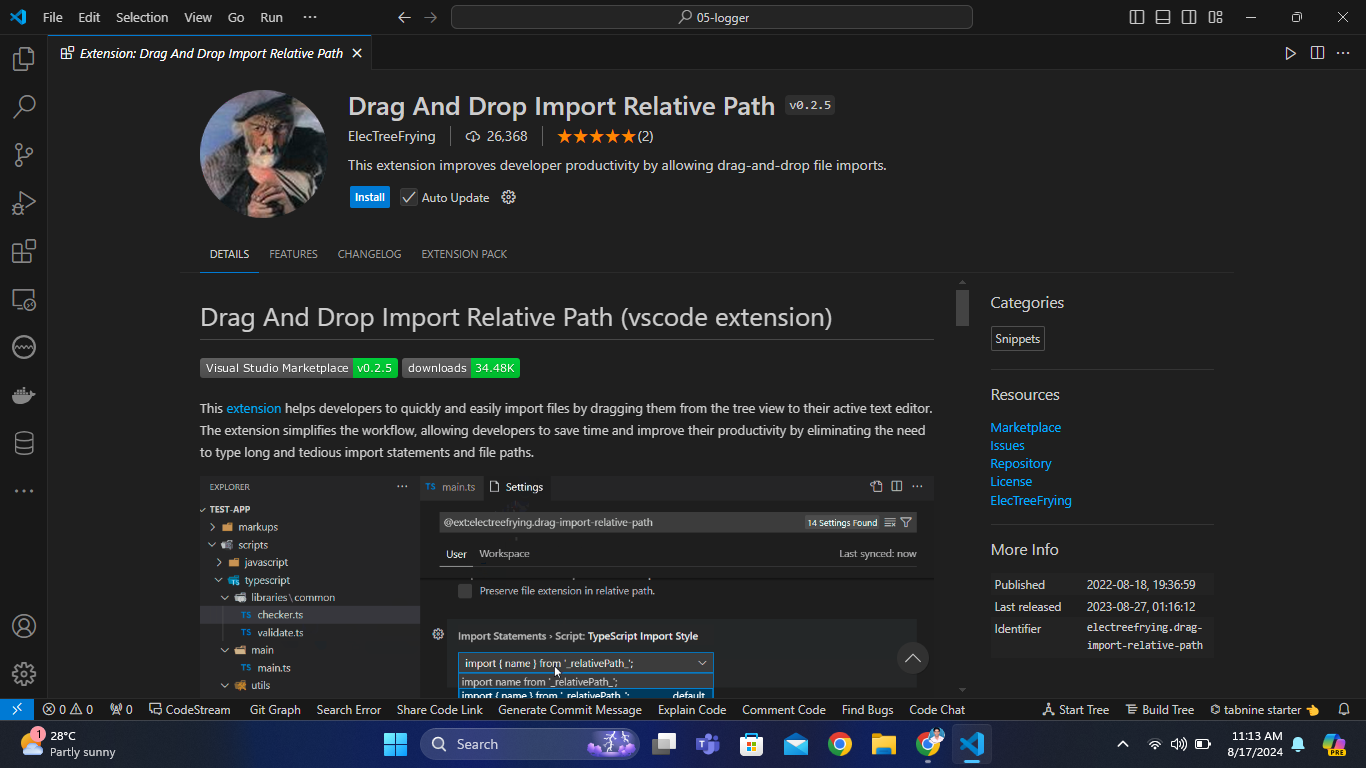 File Edit Selection View Go Run ··· 05-logger
Extension: Drag And Drop Import Relative Path
Drag And Drop Import Relative Path v0.2.5
ElecTreeFrying 26,368 (2)
This extension improves developer productivity by allowing drag-and-drop file imports.
Install Auto Update
DETAILS FEATURES CHANGELOG EXTENSION PACK
Drag And Drop Import Relative Path (vscode extension)
Visual Studio Marketplace v0.2.5 downloads 34.48K
This extension helps developers to quickly and easily import files by dragging them from the tree view to their active text editor.
The extension simplifies the workflow, allowing developers to save time and improve their productivity by eliminating the need
to type long and tedious import statements and file paths.
EXPLORER ···
TEST-APP
markups
scripts
javascript
typescript
libraries\common
TS checker.ts
TS validate.ts
main
TS main.ts
utils
TS main.ts Settings
@ext:electreefrying.drag-import-relative-path 14 Settings Found
User Workspace Last synced: now
Preserve file extension in relative path.
Import Statements › Script: TypeScript Import Style
import { name } from '_relativePath_';
import name from '_relativePath_';
import { name } from '_relativePath_'; default
Categories
Snippets
Resources
Marketplace
Issues
Repository
License
ElecTreeFrying
More Info
Published 2022-08-18, 19:36:59
Last released 2023-08-27, 01:16:12
Identifier electreefrying.drag-
import-relative-path
0 0 0 CodeStream Git Graph Search Error Share Code Link Generate Commit Message Explain Code Comment Code Find Bugs Code Chat Start Tree Build Tree tabnine starter
1 28°C
Partly sunny
Search
11:13 AM
8/17/2024
PRE